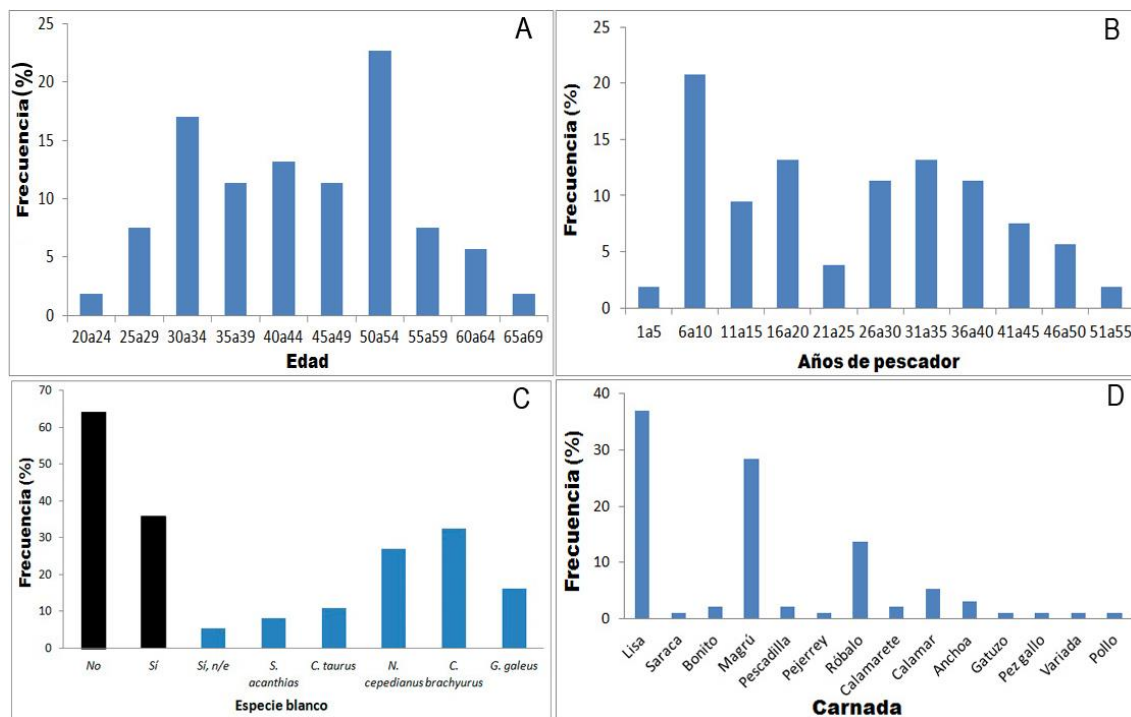 A
Frecuencia (%)
25
20
15
10
5
0
20a24 25a29 30a34 35a39 40a44 45a49 50a54 55a59 60a64 65a69
Edad
B
Frecuencia (%)
25
20
15
10
5
0
1a5 6a10 11a15 16a20 21a25 26a30 31a35 36a40 41a45 46a50 51a55
Años de pescador
C
Frecuencia (%)
70
60
50
40
30
20
10
0
No Sí Sí, n/e S. C. taurus N. C. G. galeus
acanthias cepedianus brachyurus
Especie blanco
D
Frecuencia (%)
40
30
20
10
0
Lisa
Saraca
Bonito
Magrú
Pescadilla
Pejerrey
Róbalo
Calamarete
Calamar
Anchoa
Gatuzo
Pez gallo
Variada
Pollo
Carnada